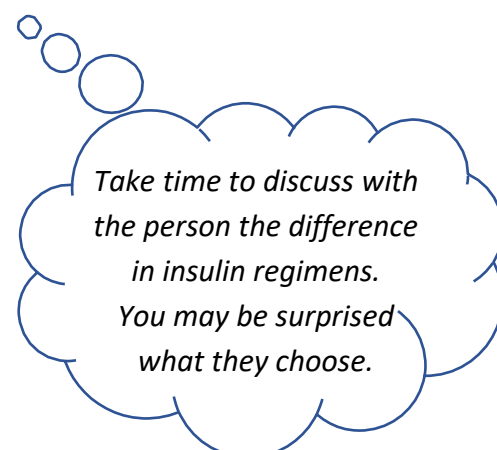 Take time to discuss with
the person the difference
in insulin regimens.
You may be surprised
what they choose.